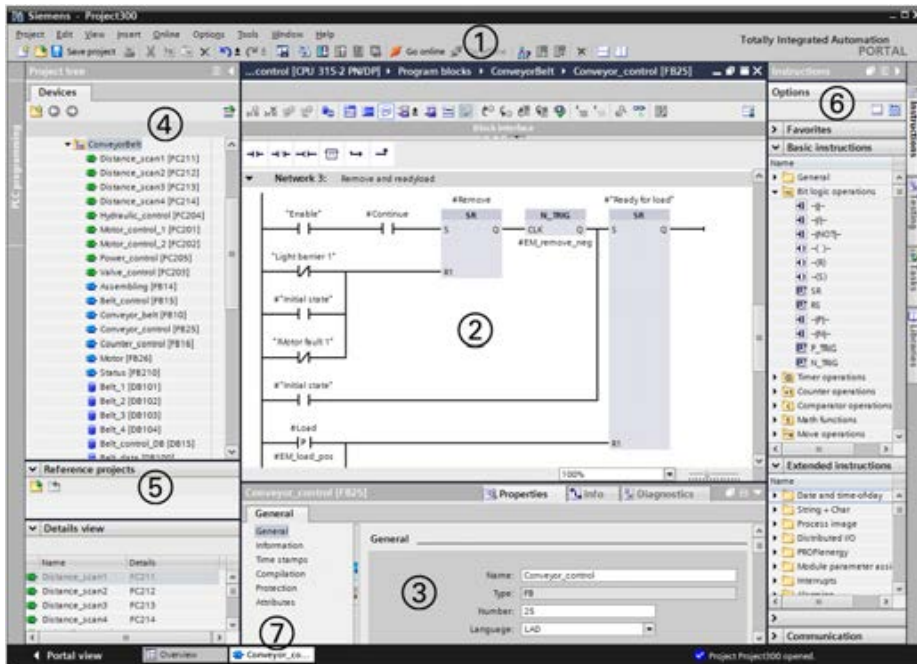 Siemens - Project300
Project Edit View Insert Online Options Tools Window Help
Totally Integrated Automation
PORTAL
Save project
Go online
1
Project tree
...control [CPU 315-2 PN/DP] Program blocks ConveyorBelt Conveyor_control [FB25]
Instructions
Devices
Options
4
6
PLC programming
ConveyorBelt
Distance_scan1 [FC211]
Distance_scan2 [FC212]
Distance_scan3 [FC213]
Distance_scan4 [FC214]
Hydraulic_control [FC204]
Motor_control_1 [FC201]
Motor_control_2 [FC202]
Power_control [FC205]
Valve_control [FC203]
Assembling [FB14]
Belt_control [FB15]
Conveyor_belt [FB10]
Conveyor_control [FB25]
Counter_control [FB16]
Motor [FB26]
Status [FB210]
Belt_1 [DB101]
Belt_2 [DB102]
Belt_3 [DB103]
Belt_4 [DB104]
Belt_control_DB [DB15]
Belt_data [DB100]
Reference projects
5
Details view
Name Details
Distance_scan1 FC211
Distance_scan2 FC212
Distance_scan3 FC213
Distance_scan4 FC214
Block interface
Network 3: Remove and readyload
#Remove
#"Ready for load"
"Enable"
#Continue
SR
N_TRIG
SR
S Q
CLK Q
S Q
#EM_remove_neg
"Light barrier 1"
R1
#"Initial state"
2
"/Motor fault 1"
#"Initial state"
#Load
P
R1
#EM_load_pos
100%
Conveyor_control [FB25]
Properties
Info
Diagnostics
General
General
Information
Time stamps
Compilation
Protection
Attributes
General
3
Name: Conveyor_control
Type: FB
Number: 25
Language: LAD
7
Favorites
Basic instructions
Name
General
Bit logic operations
-| |-
-|/|-
-|NOT|-
-( )-
-(R)
-(S)
SR
RS
-|P|-
-|N|-
P_TRIG
N_TRIG
Timer operations
Counter operations
Comparator operations
Math functions
Move operations
Extended instructions
Name
Date and time-of-day
String + Char
Process image
Distributed I/O
PROFIenergy
Module parameter assi
Interrupts
Communication
Instructions
Testing
Tasks
Libraries
Portal view
Overview
Conveyor_co...
Project Project300 opened.